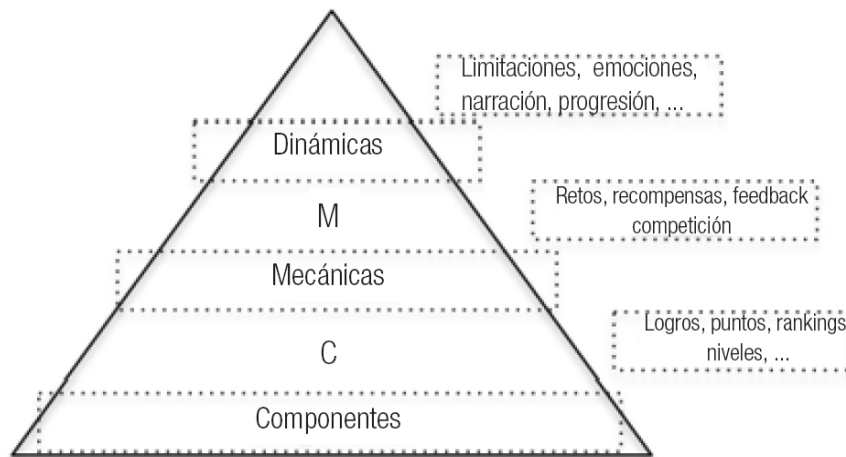 Limitaciones, emociones,
narración, progresión, ...
Dinámicas
M
Retos, recompensas, feedback
competición
Mecánicas
C
Logros, puntos, rankings
niveles, ...
Componentes